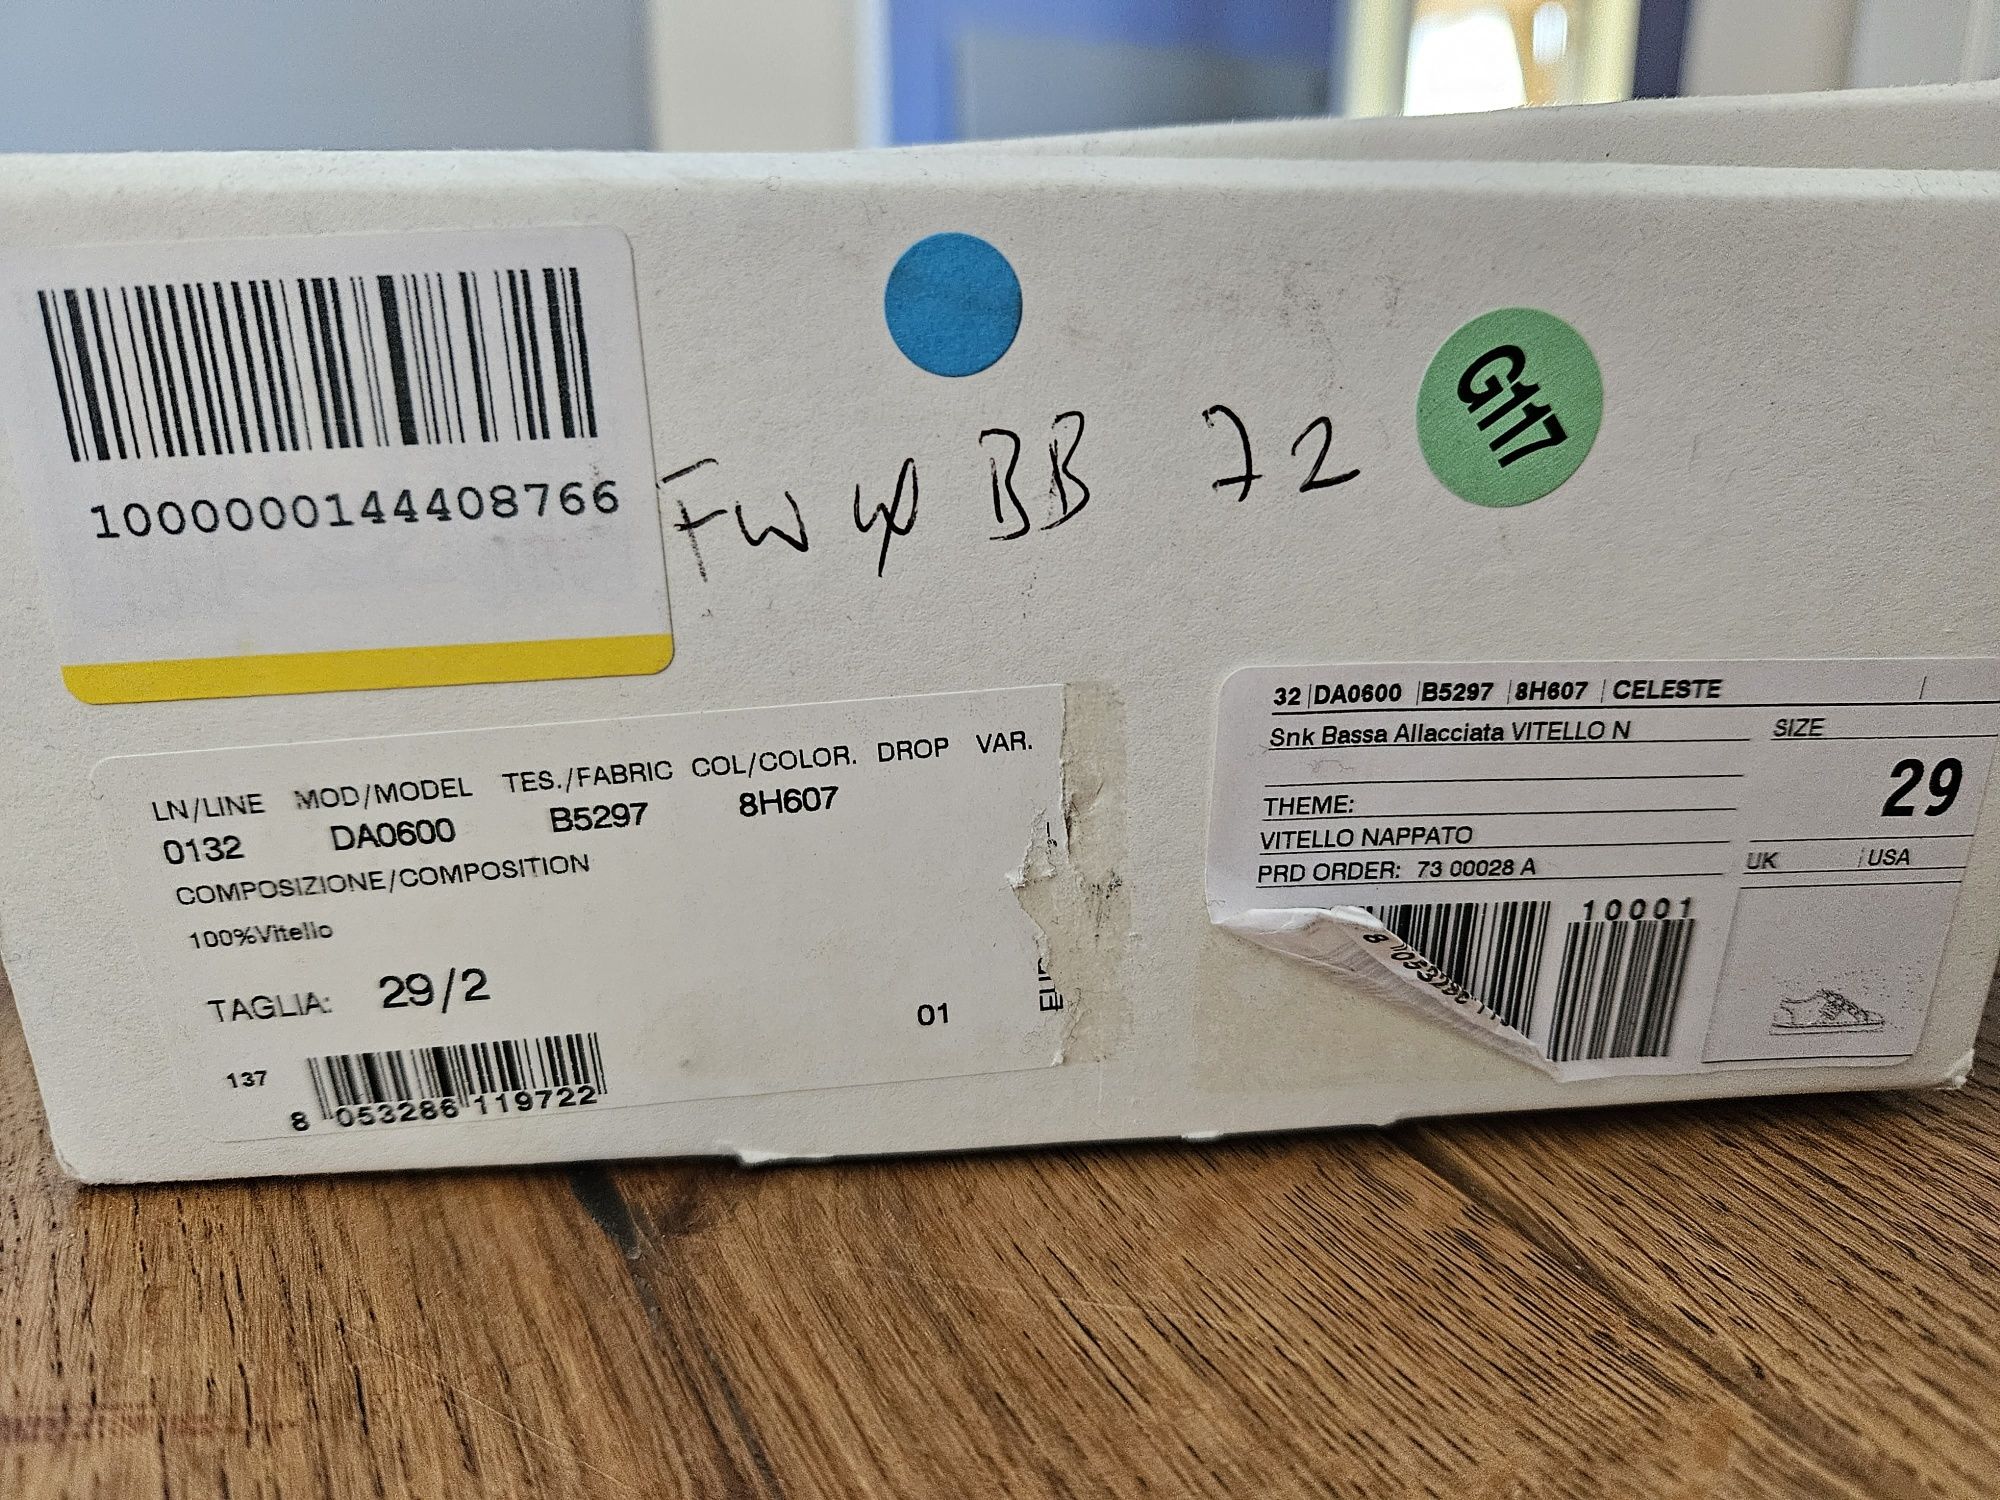 1000000144408766
FW
BB 72
G117
LN/LINE MOD/MODEL TES./FABRIC COL/COLOR. DROP VAR.
0132 DA0600 B5297 8H607
COMPOSIZIONE/COMPOSITION
100%Vitello
TAGLIA: 29/2
01
137
8 053286 119722
32 DA0600 B5297 8H607 CELESTE
Snk Bassa Allacciata VITELLO N
SIZE
29
THEME:
VITELLO NAPPATO
PRD ORDER: 73 00028 A
UK USA
10001